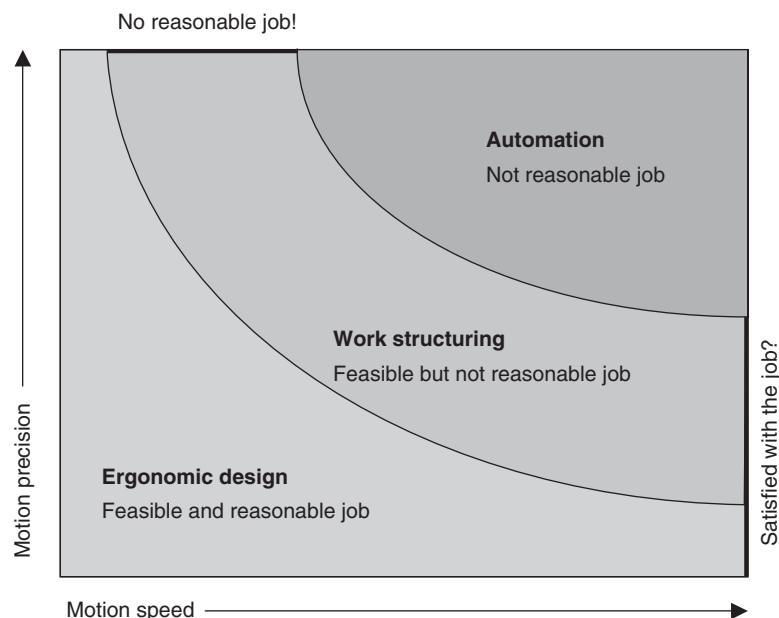 No reasonable job!
Automation
Not reasonable job
Work structuring
Feasible but not reasonable job
Ergonomic design
Feasible and reasonable job
Motion precision
Satisfied with the job?
Motion speed